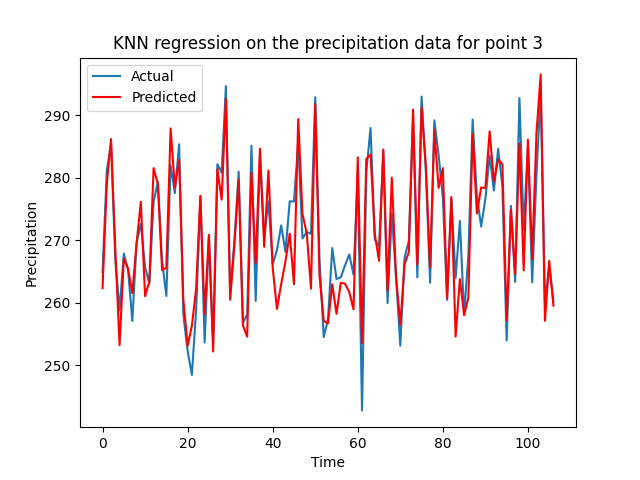 KNN regression on the precipitation data for point 3
Actual
Predicted
Precipitation
290
280
270
260
250
0 20 40 60 80 100
Time